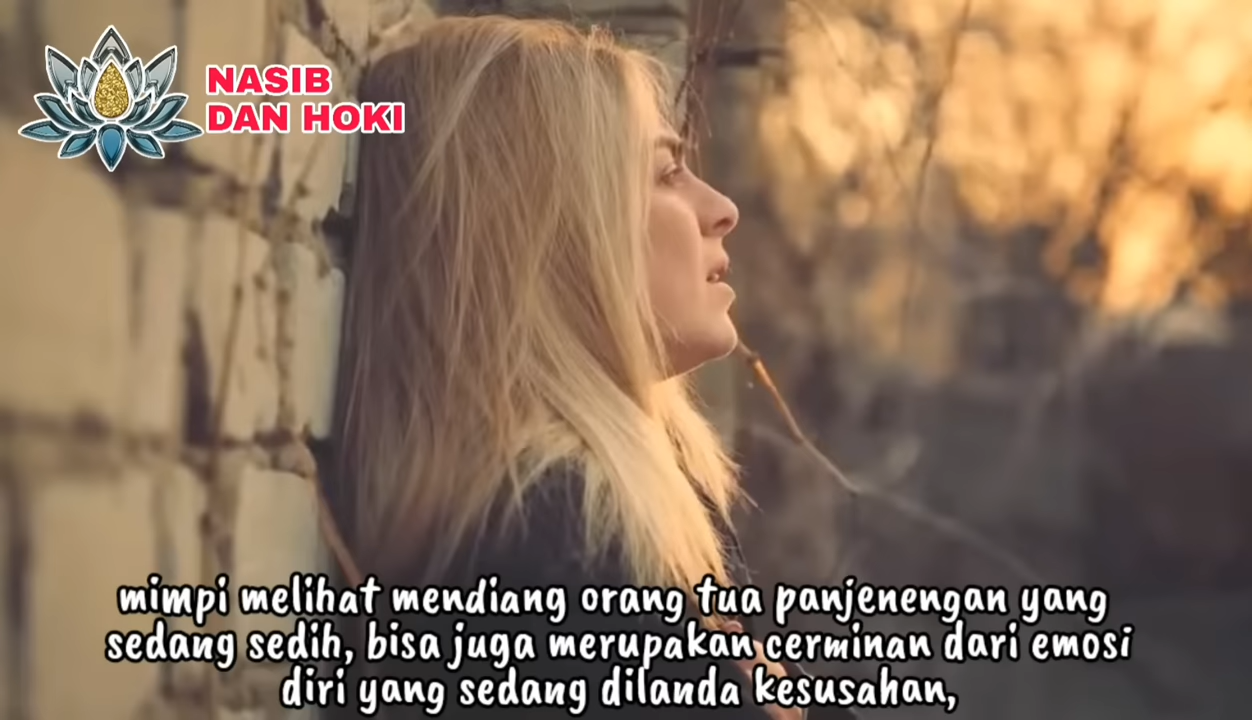 NASIB
DAN HOKI
mimpi melihat mendiang orang tua panjenengan yang
sedang sedih, bisa juga merupakan cerminan dari emosi
diri yang sedang dilanda kesusahan,